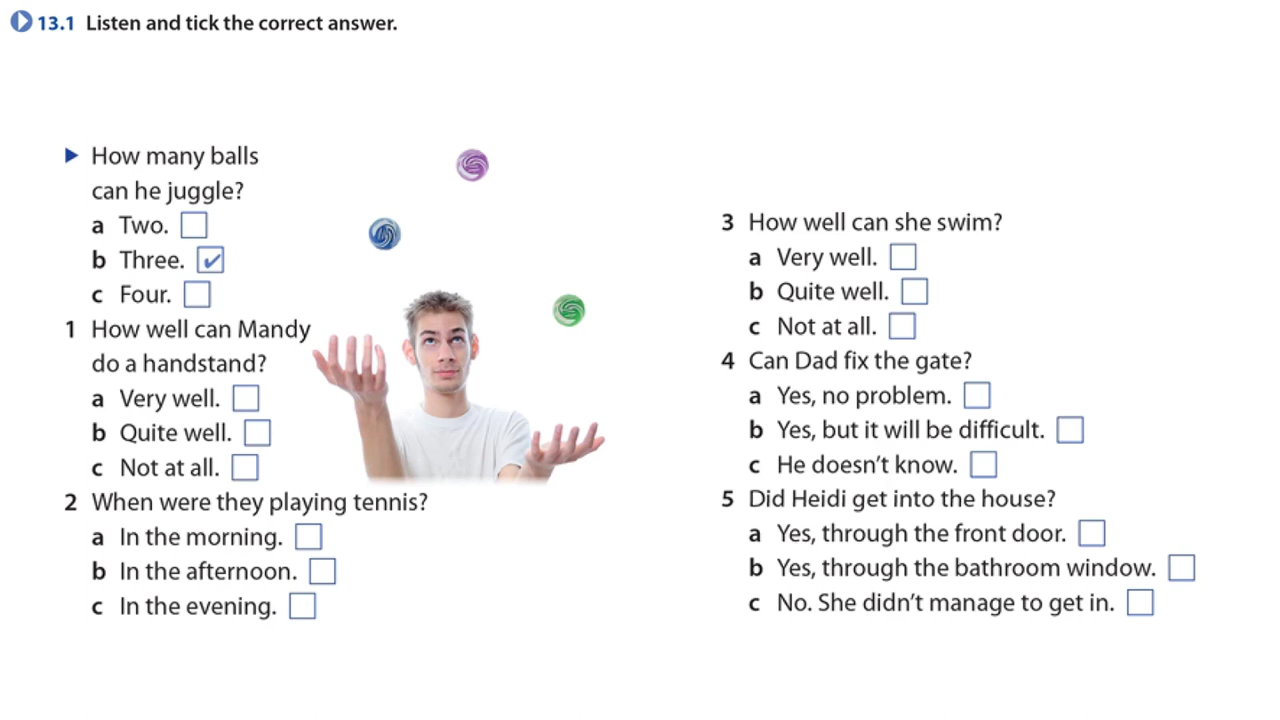 13.1 Listen and tick the correct answer.
How many balls
can he juggle?
a Two.
b Three. ✔
c Four.
1 How well can Mandy
do a handstand?
a Very well.
b Quite well.
c Not at all.
2 When were they playing tennis?
a In the morning.
b In the afternoon.
c In the evening.
3 How well can she swim?
a Very well.
b Quite well.
c Not at all.
4 Can Dad fix the gate?
a Yes, no problem.
b Yes, but it will be difficult.
c He doesn’t know.
5 Did Heidi get into the house?
a Yes, through the front door.
b Yes, through the bathroom window.
c No. She didn’t manage to get in.